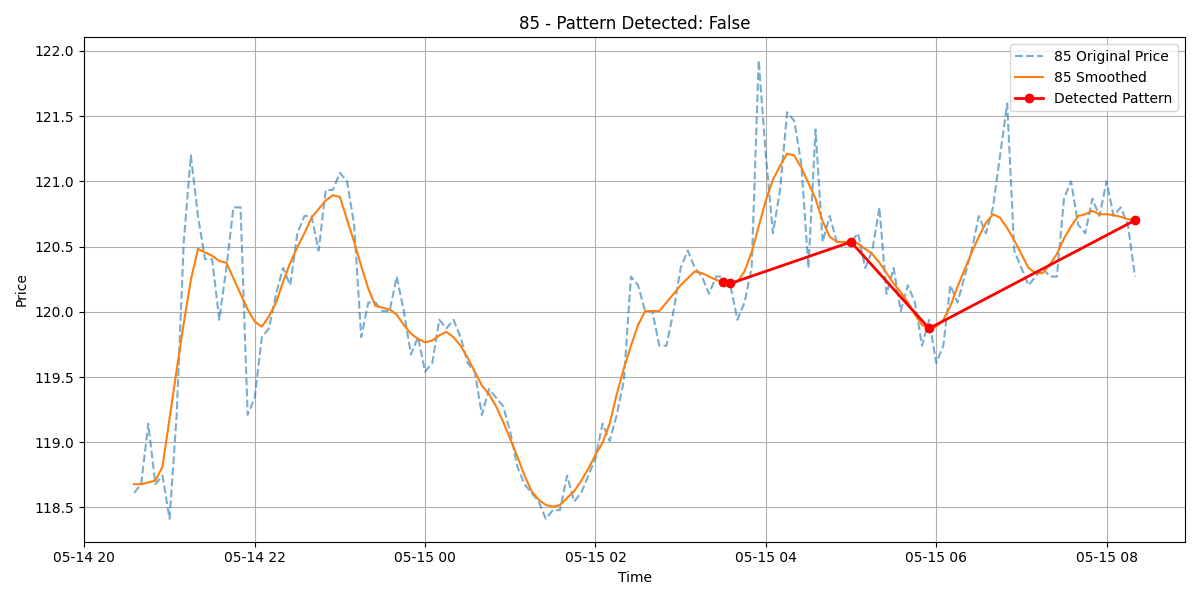 85 - Pattern Detected: False
122.0
121.5
121.0
120.5
120.0
119.5
119.0
118.5
Price
85 Original Price
85 Smoothed
Detected Pattern
05-14 20
05-14 22
05-15 00
05-15 02
05-15 04
05-15 06
05-15 08
Time